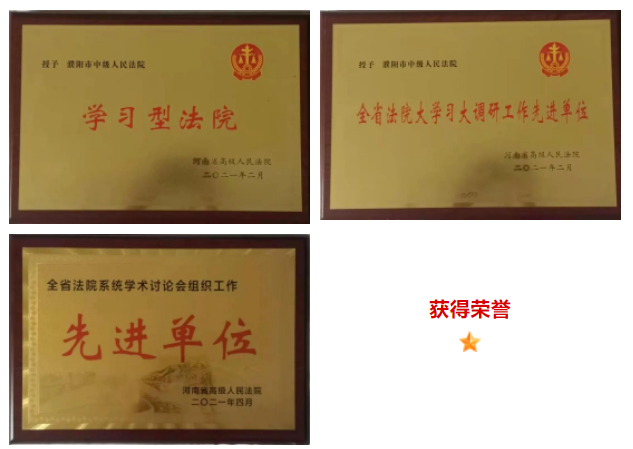 授予 濮阳市中级人民法院
学习型法院
河南省高级人民法院
二〇二一年二月
授予 濮阳市中级人民法院
全省法院大学习大调研工作先进单位
河南省高级人民法院
二〇二一年二月
全省法院系统学术讨论会组织工作
先进单位
河南省高级人民法院
二〇二一年四月
获得荣誉